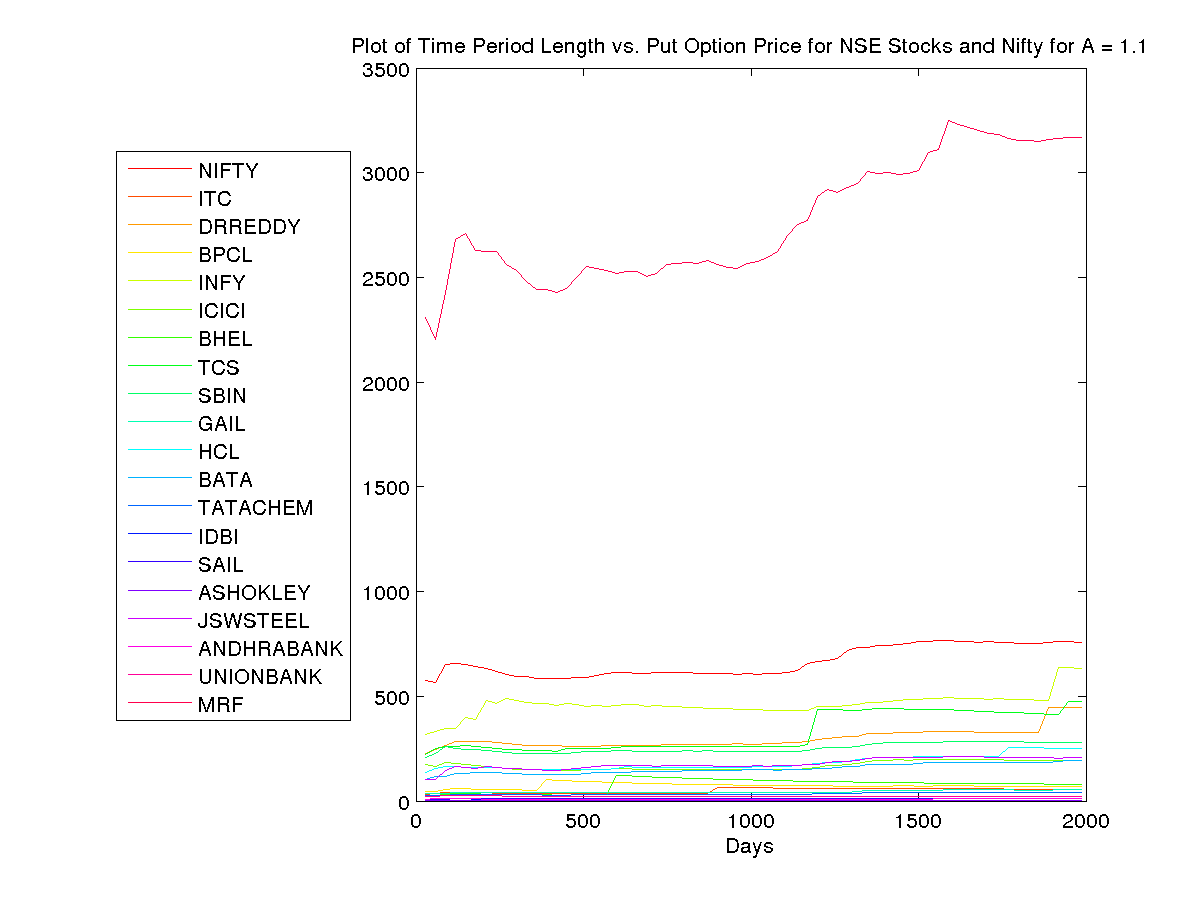 Plot of Time Period Length vs. Put Option Price for NSE Stocks and Nifty for A = 1.1
3500
3000
2500
2000
1500
1000
500
0
NIFTY
ITC
DRREDDY
BPCL
INFY
ICICI
BHEL
TCS
SBIN
GAIL
HCL
BATA
TATACHEM
IDBI
SAIL
ASHOKLEY
JSWSTEEL
ANDHRABANK
UNIONBANK
MRF
0 500 1000 1500 2000
Days